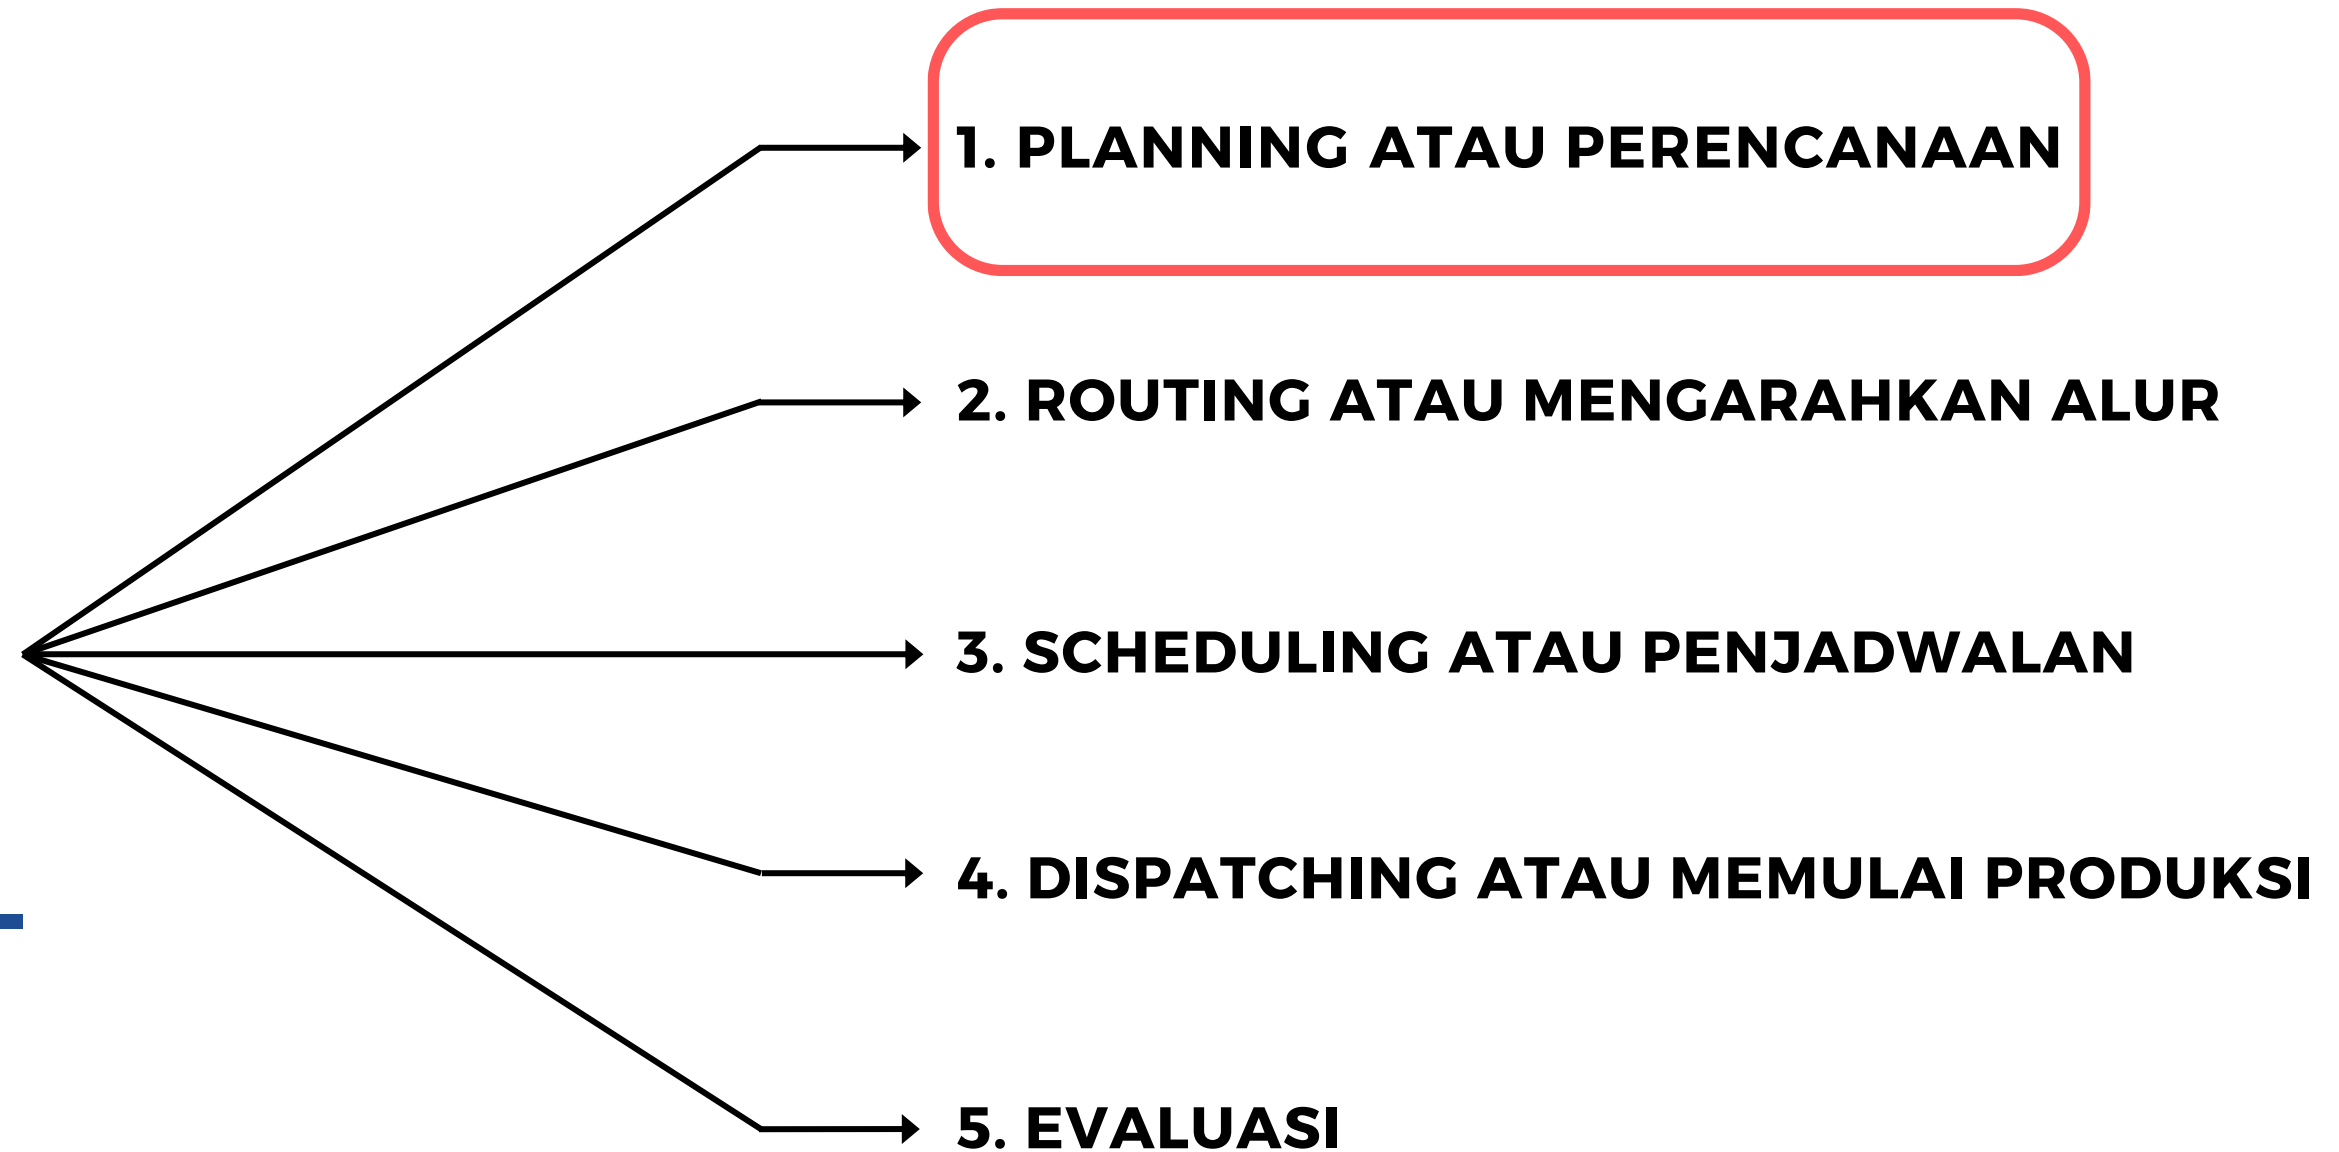 1. PLANNING ATAU PERENCANAAN
2. ROUTING ATAU MENGARAHKAN ALUR
3. SCHEDULING ATAU PENJADWALAN
4. DISPATCHING ATAU MEMULAI PRODUKSI
5. EVALUASI